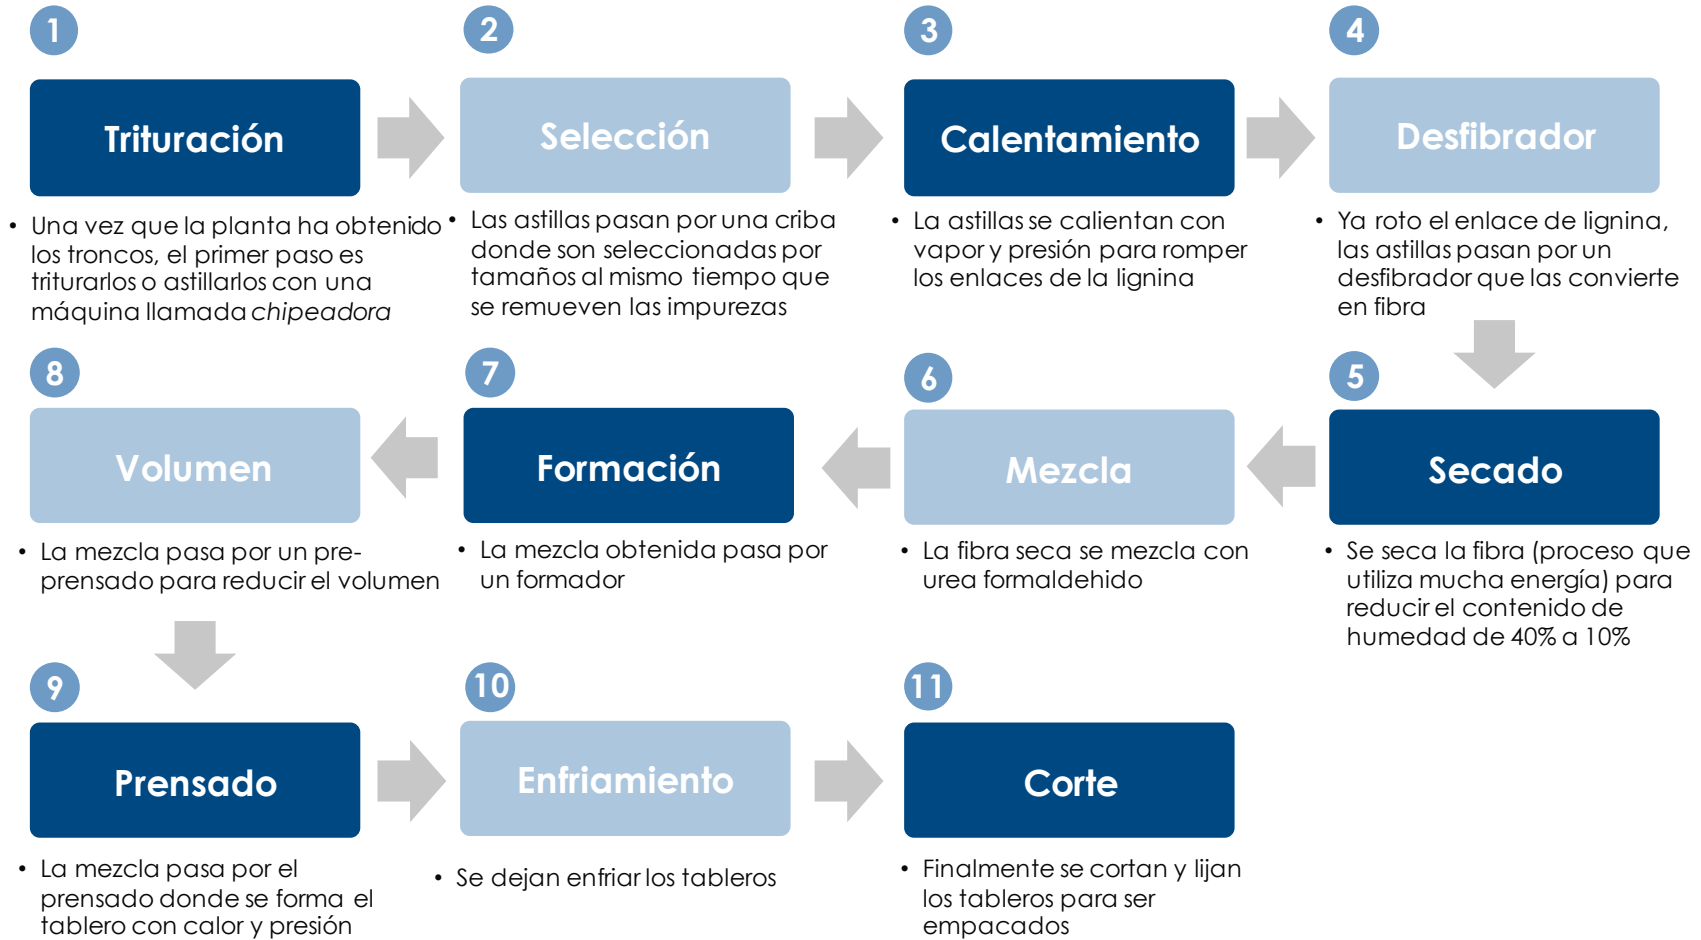 1
Trituración
• Una vez que la planta ha obtenido
los troncos, el primer paso es
triturarlos o astillarlos con una
máquina llamada chipeadora
2
Selección
• Las astillas pasan por una criba
donde son seleccionadas por
tamaños al mismo tiempo que
se remueven las impurezas
3
Calentamiento
• La astillas se calientan con
vapor y presión para romper
los enlaces de la lignina
4
Desfibrador
• Ya roto el enlace de lignina,
las astillas pasan por un
desfibrador que las convierte
en fibra
5
Secado
• Se seca la fibra (proceso que
utiliza mucha energía) para
reducir el contenido de
humedad de 40% a 10%
6
Mezcla
• La fibra seca se mezcla con
urea formaldehido
7
Formación
• La mezcla obtenida pasa por
un formador
8
Volumen
• La mezcla pasa por un pre-
prensado para reducir el volumen
9
Prensado
• La mezcla pasa por el
prensado donde se forma el
tablero con calor y presión
10
Enfriamiento
• Se dejan enfriar los tableros
11
Corte
• Finalmente se cortan y lijan
los tableros para ser
empacados